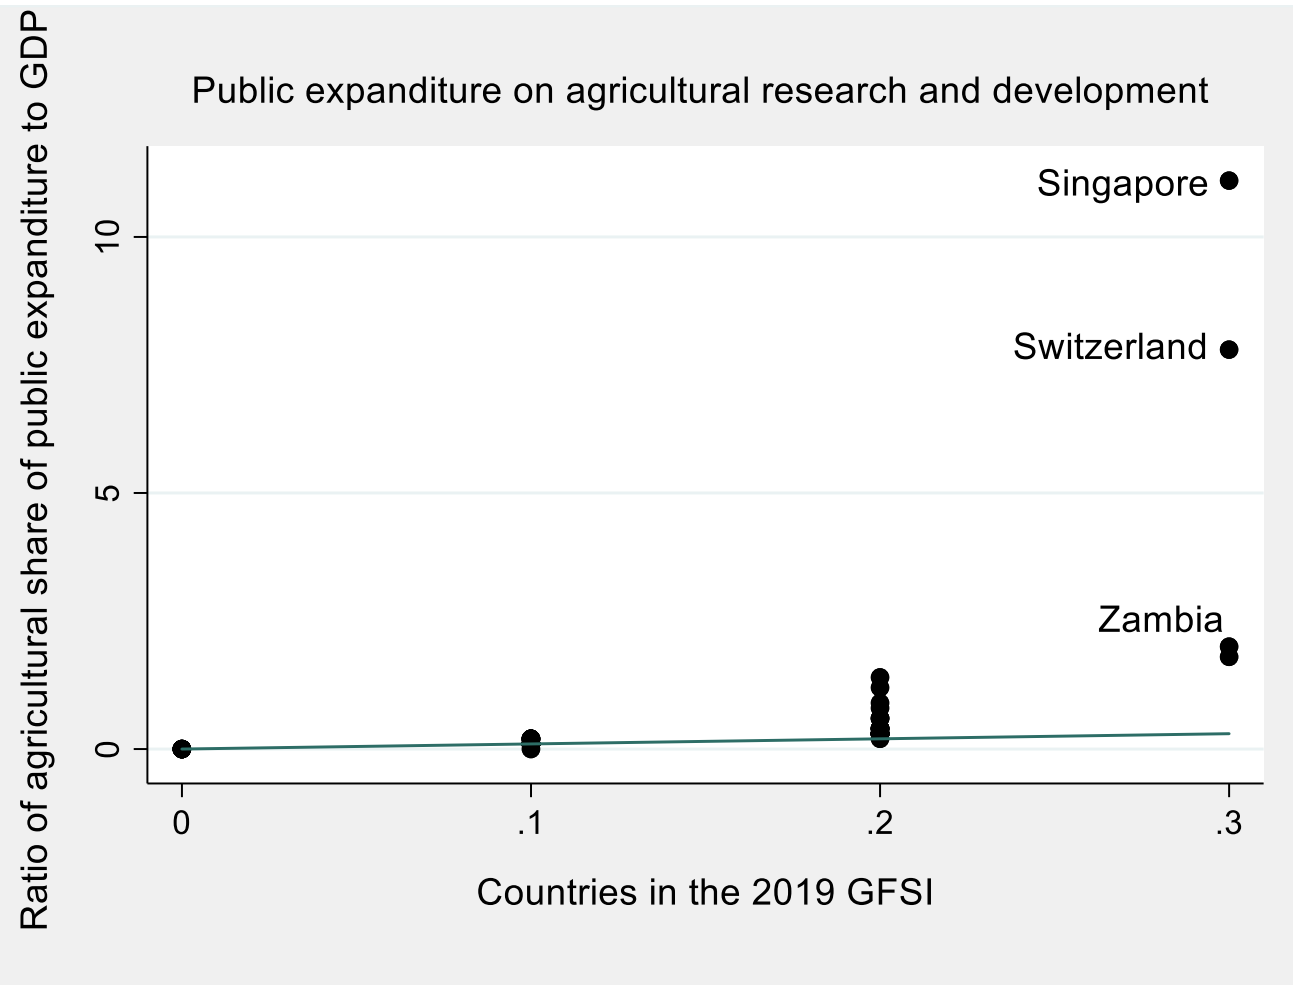 Public expanditure on agricultural research and development
Ratio of agricultural share of public expanditure to GDP
10
5
0
Singapore
Switzerland
Zambia
0 .1 .2 .3
Countries in the 2019 GFSI